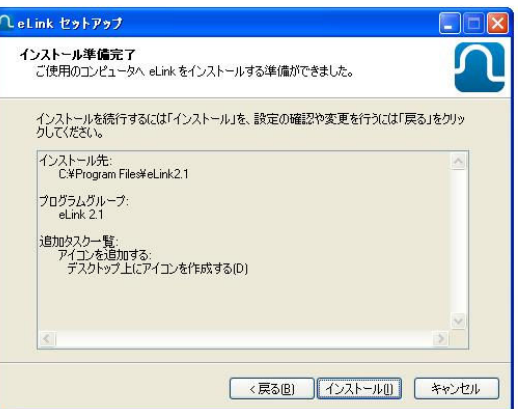 eLink セットアップ
インストール準備完了
ご使用のコンピュータへ eLink をインストールする準備ができました。
インストールを続行するには「インストール」を、設定の確認や変更を行うには「戻る」をクリッ
クしてください。
インストール先:
C:¥Program Files¥eLink2.1
プログラムグループ:
eLink 2.1
追加タスク一覧:
アイコンを追加する:
デスクトップ上にアイコンを作成する(D)
< 戻る(B)
インストール(I)
キャンセル